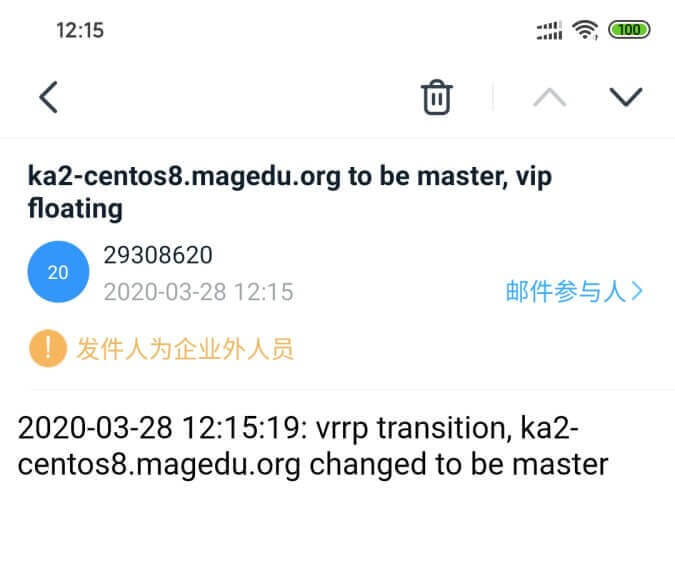 12:15
100
ka2-centos8.magedu.org to be master, vip
floating
20
29308620
2020-03-28 12:15
邮件参与人
发件人为企业外人员
2020-03-28 12:15:19: vrrp transition, ka2-
centos8.magedu.org changed to be master